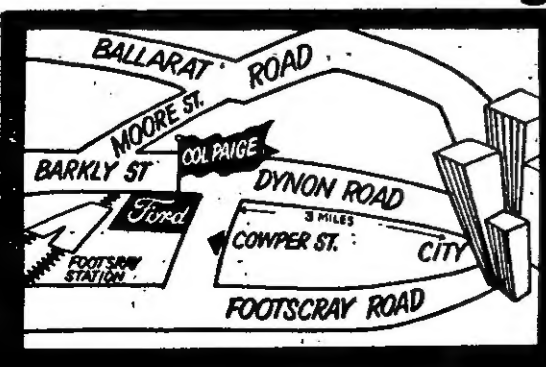 BALLARAT ROAD
MOORE ST.
COL PAIGE
BARKLY ST
DYNON ROAD
Ford
3 MILES
COWPER ST.
CITY
FOOTSCRAY STATION
FOOTSCRAY ROAD